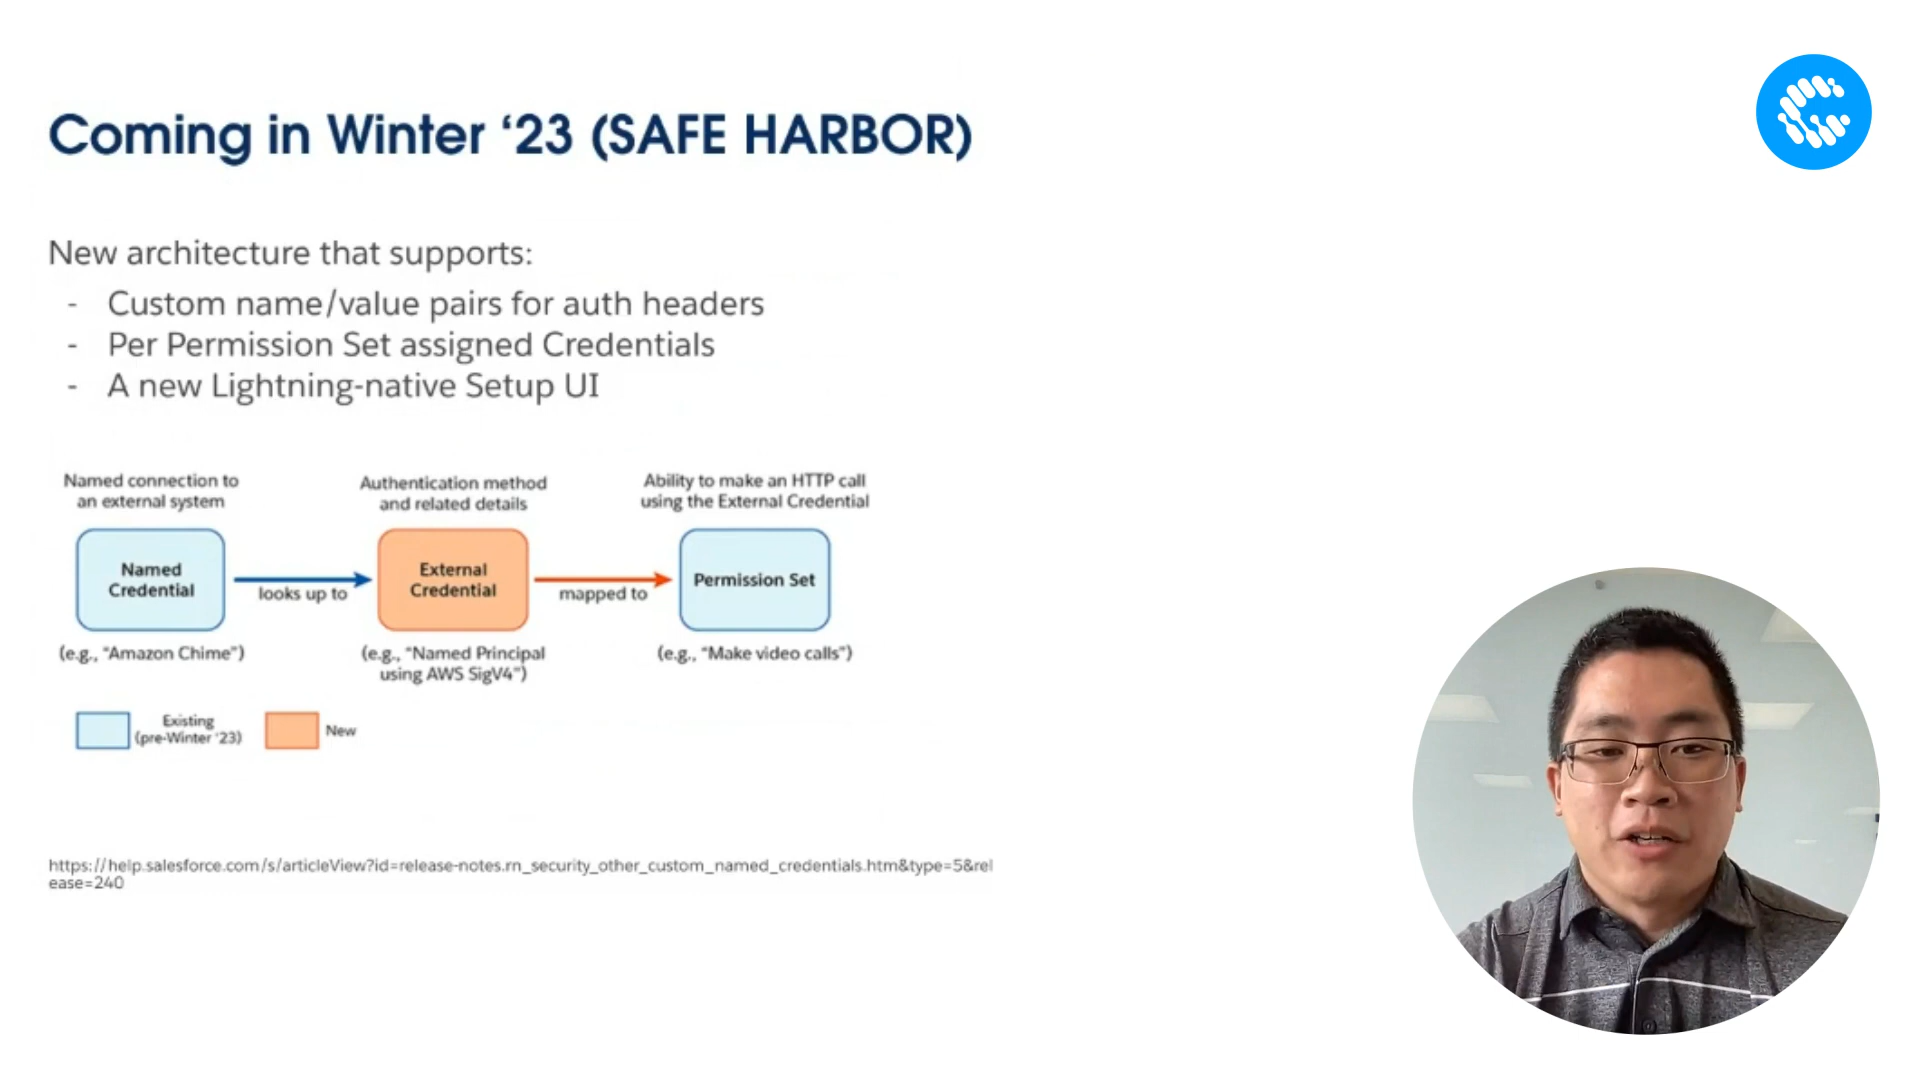 Coming in Winter ‘23 (SAFE HARBOR)
New architecture that supports:
- Custom name/value pairs for auth headers
- Per Permission Set assigned Credentials
- A new Lightning-native Setup UI
Named connection to
an external system
Authentication method
and related details
Ability to make an HTTP call
using the External Credential
Named
Credential
looks up to
External
Credential
mapped to
Permission Set
(e.g., “Amazon Chime”)
(e.g., “Named Principal
using AWS SigV4”)
(e.g., “Make video calls”)
Existing
(pre-Winter ‘23)
New
https://help.salesforce.com/s/articleView?id=release-notes.rn_security_other_custom_named_credentials.htm&type=5&rel
ease=240